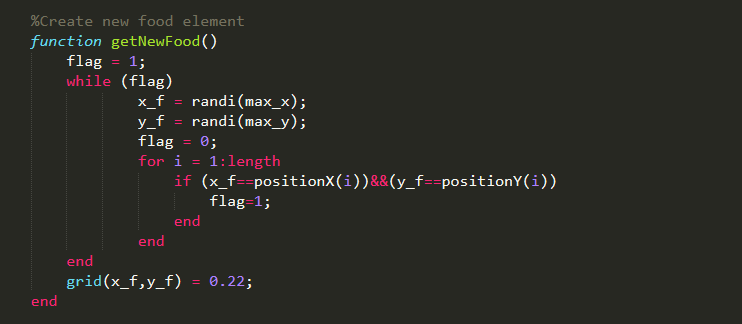 %Create new food element
function getNewFood()
flag = 1;
while (flag)
x_f = randi(max_x);
y_f = randi(max_y);
flag = 0;
for i = 1:length
if (x_f==positionX(i))&&(y_f==positionY(i))
flag=1;
end
end
end
grid(x_f,y_f) = 0.22;
end